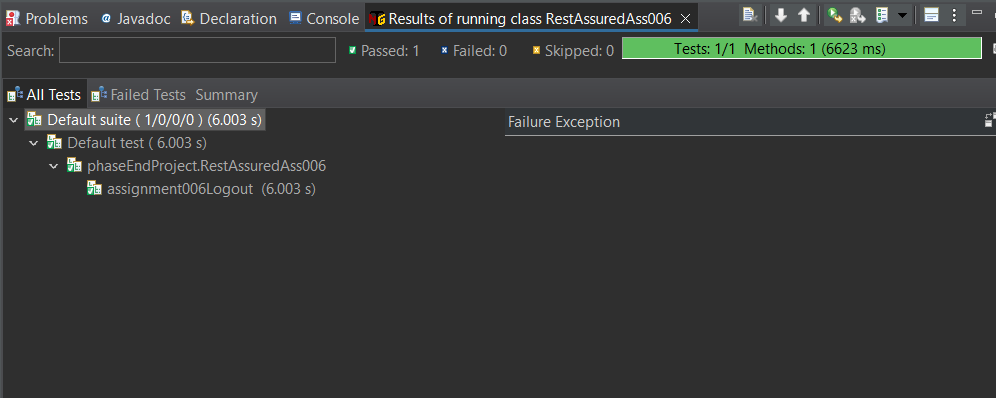 Problems @ Javadoc Declaration Console Results of running class RestAssuredAss006
Search: Passed: 1 Failed: 0 Skipped: 0 Tests: 1/1 Methods: 1 (6623 ms)
All Tests Failed Tests Summary
Default suite ( 1/0/0/0 ) (6.003 s) Failure Exception
Default test ( 6.003 s)
phaseEndProject.RestAssuredAss006
assignment006Logout (6.003 s)